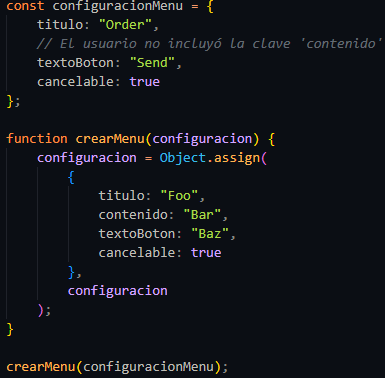 const configuracionMenu = {
    titulo: "Order",
    // El usuario no incluyó la clave 'contenido'
    textoBoton: "Send",
    cancelable: true
};

function crearMenu(configuracion) {
    configuracion = Object.assign(
        {
            titulo: "Foo",
            contenido: "Bar",
            textoBoton: "Baz",
            cancelable: true
        },
        configuracion
    );
}

crearMenu(configuracionMenu);